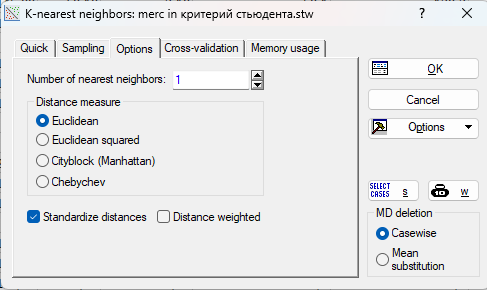 K-nearest neighbors: merc in критерий стьюдента.stw
?
Quick
Sampling
Options
Cross-validation
Memory usage
Number of nearest neighbors: 1
Distance measure
Euclidean
Euclidean squared
Cityblock (Manhattan)
Chebychev
Standardize distances
Distance weighted
OK
Cancel
Options
SELECT
CASES
S
W
MD deletion
Casewise
Mean
substitution